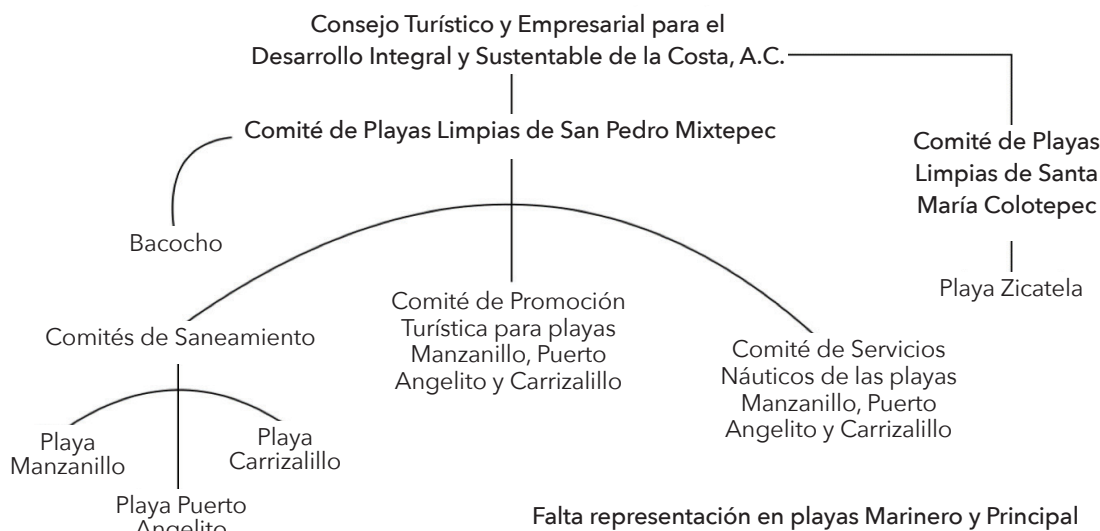 Consejo Turístico y Empresarial para el
Desarrollo Integral y Sustentable de la Costa, A.C.
Comité de Playas Limpias de San Pedro Mixtepec
Comité de Playas
Limpias de Santa
María Colotepec
Bacocho
Playa Zicatela
Comités de Saneamiento
Comité de Promoción
Turística para playas
Manzanillo, Puerto
Angelito y Carrizalillo
Comité de Servicios
Náuticos de las playas
Manzanillo, Puerto
Angelito y Carrizalillo
Playa
Manzanillo
Playa Puerto
Angelito
Playa
Carrizalillo
Falta representación en playas Marinero y Principal